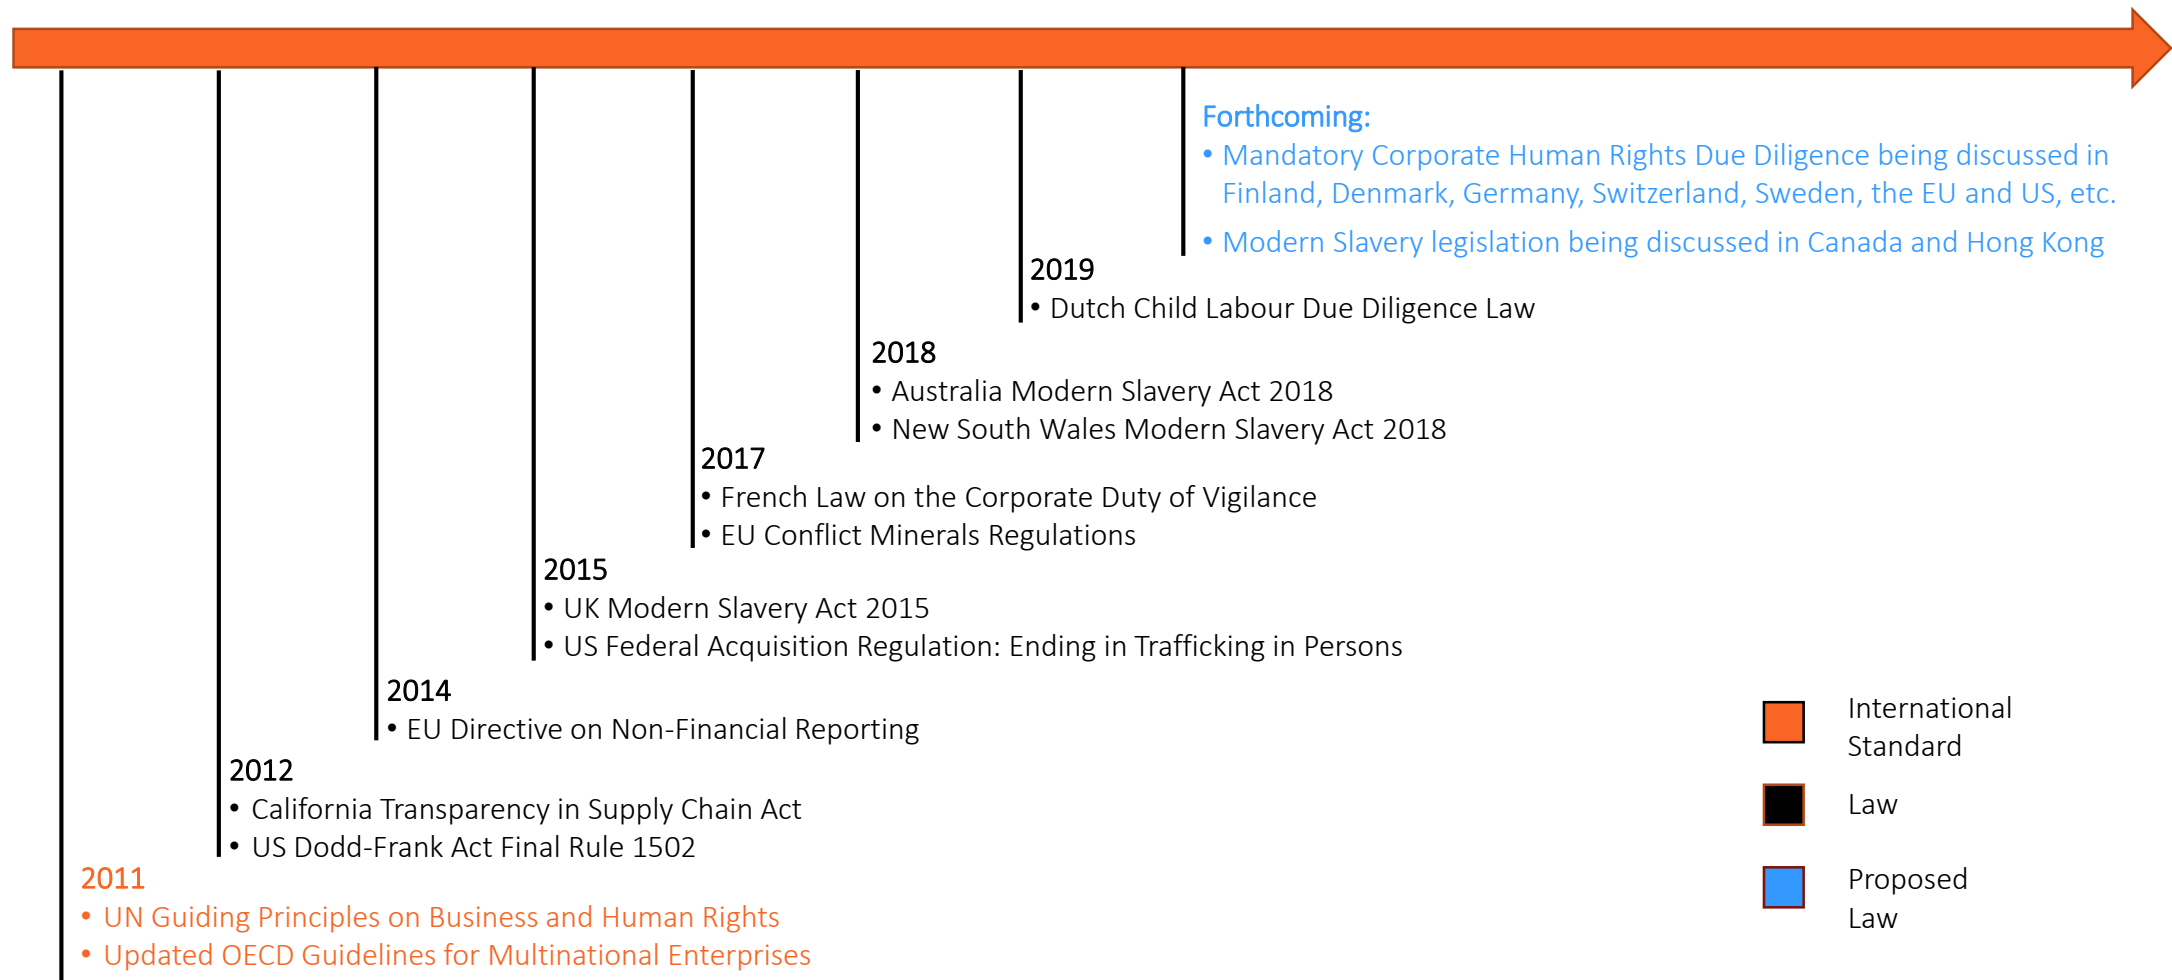 Forthcoming:
• Mandatory Corporate Human Rights Due Diligence being discussed in
Finland, Denmark, Germany, Switzerland, Sweden, the EU and US, etc.
• Modern Slavery legislation being discussed in Canada and Hong Kong
2019
• Dutch Child Labour Due Diligence Law
2018
• Australia Modern Slavery Act 2018
• New South Wales Modern Slavery Act 2018
2017
• French Law on the Corporate Duty of Vigilance
• EU Conflict Minerals Regulations
2015
• UK Modern Slavery Act 2015
• US Federal Acquisition Regulation: Ending in Trafficking in Persons
2014
• EU Directive on Non-Financial Reporting
2012
• California Transparency in Supply Chain Act
• US Dodd-Frank Act Final Rule 1502
2011
• UN Guiding Principles on Business and Human Rights
• Updated OECD Guidelines for Multinational Enterprises
International
Standard
Law
Proposed
Law